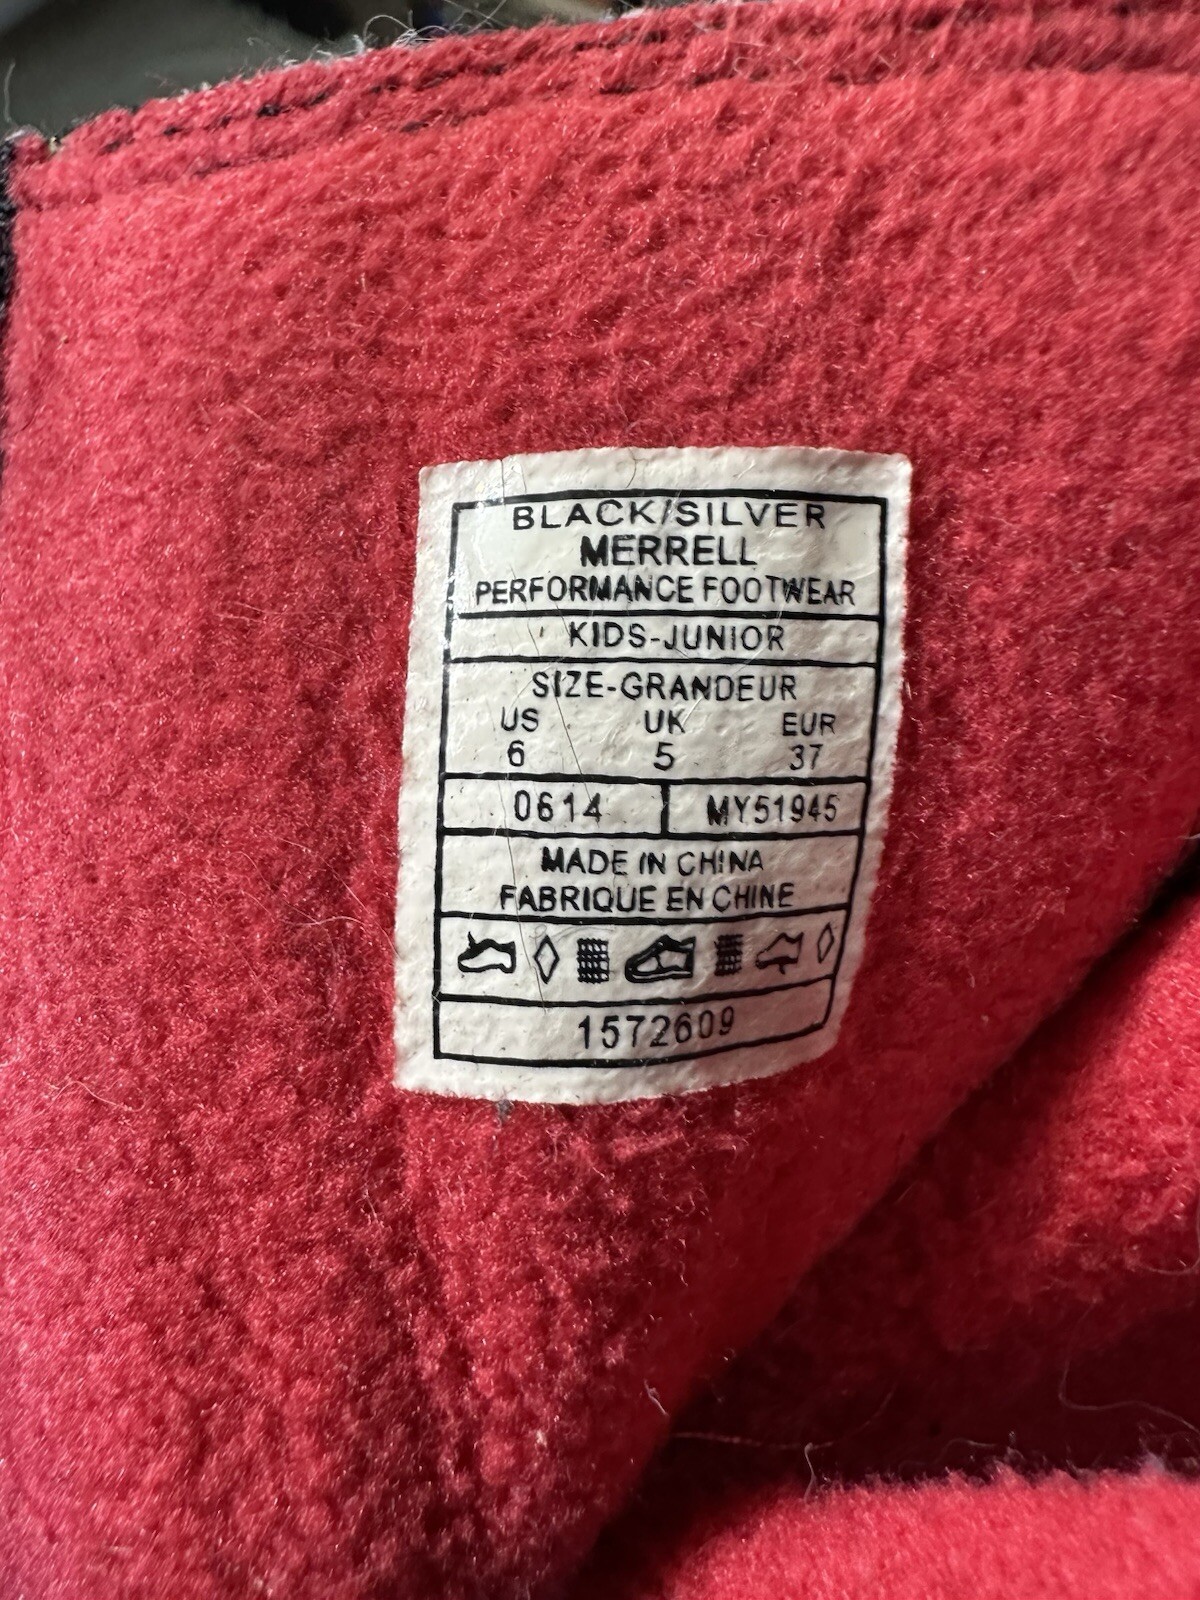 BLACK/SILVER
MERRELL
PERFORMANCE FOOTWEAR
KIDS-JUNIOR
SIZE-GRANDEUR
US UK EUR
6 5 37
0614 MY51945
MADE IN CHINA
FABRIQUE EN CHINE
1572609